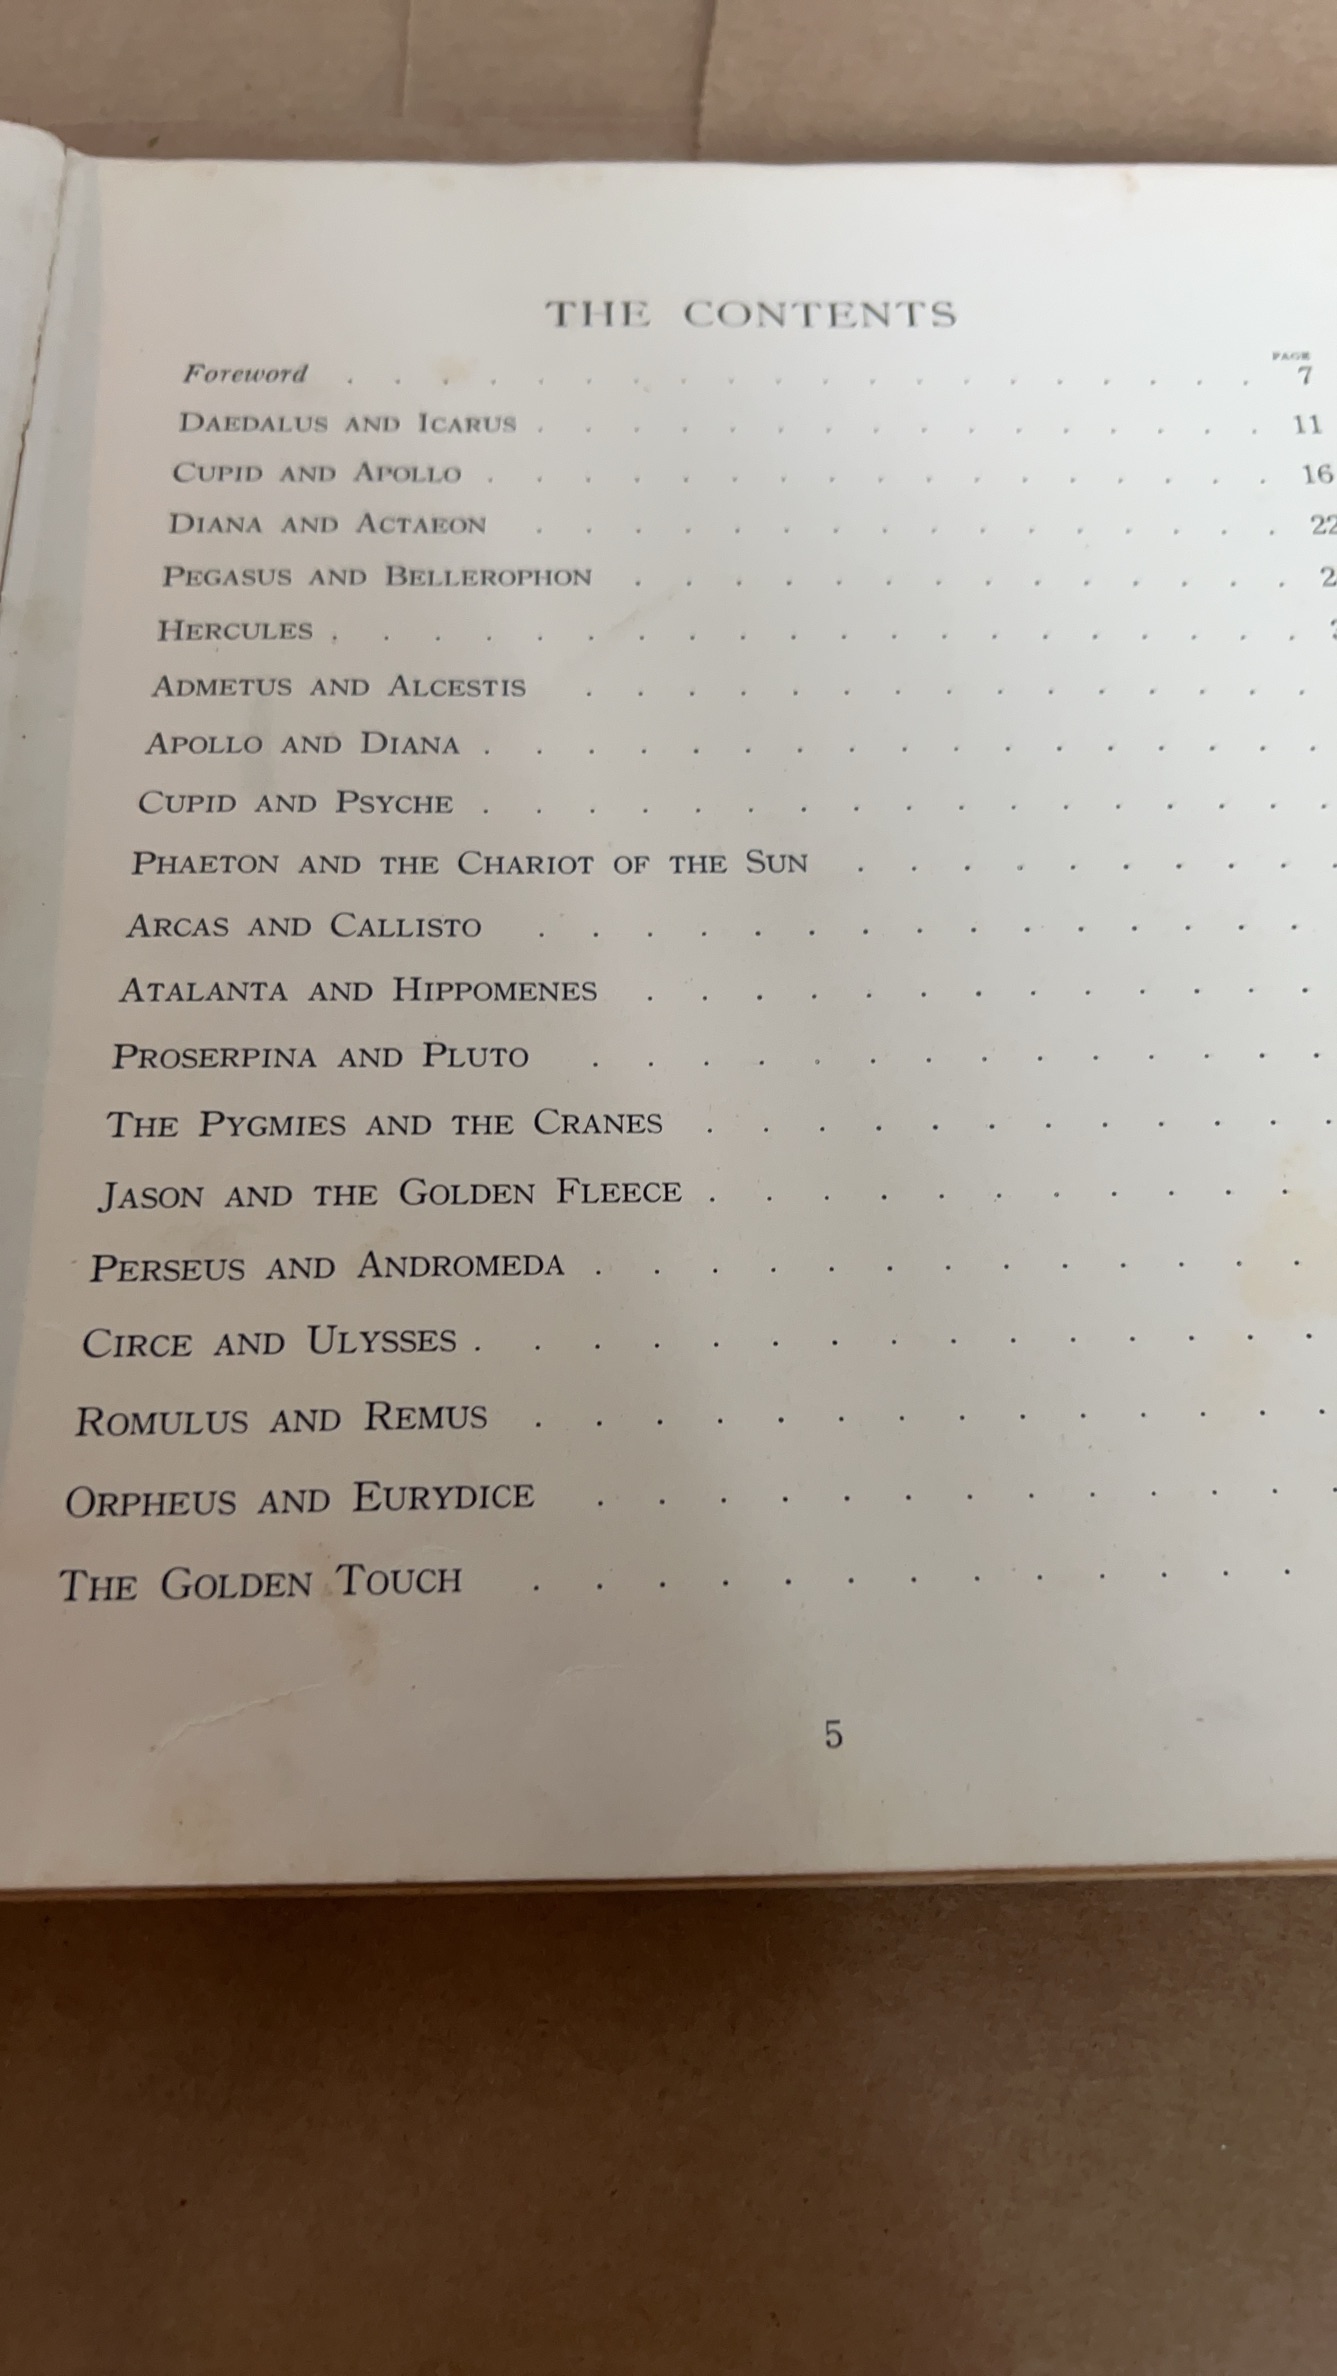 THE CONTENTS
PAGE
Foreword . . . . . . . . . . . . . . . . . . . . 7
DAEDALUS AND ICARUS . . . . . . . . . . . . . . . . 11
CUPID AND APOLLO . . . . . . . . . . . . . . . . . 16
DIANA AND ACTAEON . . . . . . . . . . . . . . . . 22
PEGASUS AND BELLEROPHON . . . . . . . . . . . . . . 2
HERCULES . . . . . . . . . . . . . . . . . . . .
ADMETUS AND ALCESTIS . . . . . . . . . . . . . . .
APOLLO AND DIANA . . . . . . . . . . . . . . . . .
CUPID AND PSYCHE . . . . . . . . . . . . . . . . .
PHAETON AND THE CHARIOT OF THE SUN . . . . . . . . . .
ARCAS AND CALLISTO . . . . . . . . . . . . . . .
ATALANTA AND HIPPOMENES . . . . . . . . . . . . .
PROSERPINA AND PLUTO . . . . . . . . . . . . . .
THE PYGMIES AND THE CRANES . . . . . . . . . . . .
JASON AND THE GOLDEN FLEECE . . . . . . . . . . .
PERSEUS AND ANDROMEDA . . . . . . . . . . . . .
CIRCE AND ULYSSES . . . . . . . . . . . . . . .
ROMULUS AND REMUS . . . . . . . . . . . . . .
ORPHEUS AND EURYDICE . . . . . . . . . . . . .
THE GOLDEN TOUCH . . . . . . . . . . . . .
5